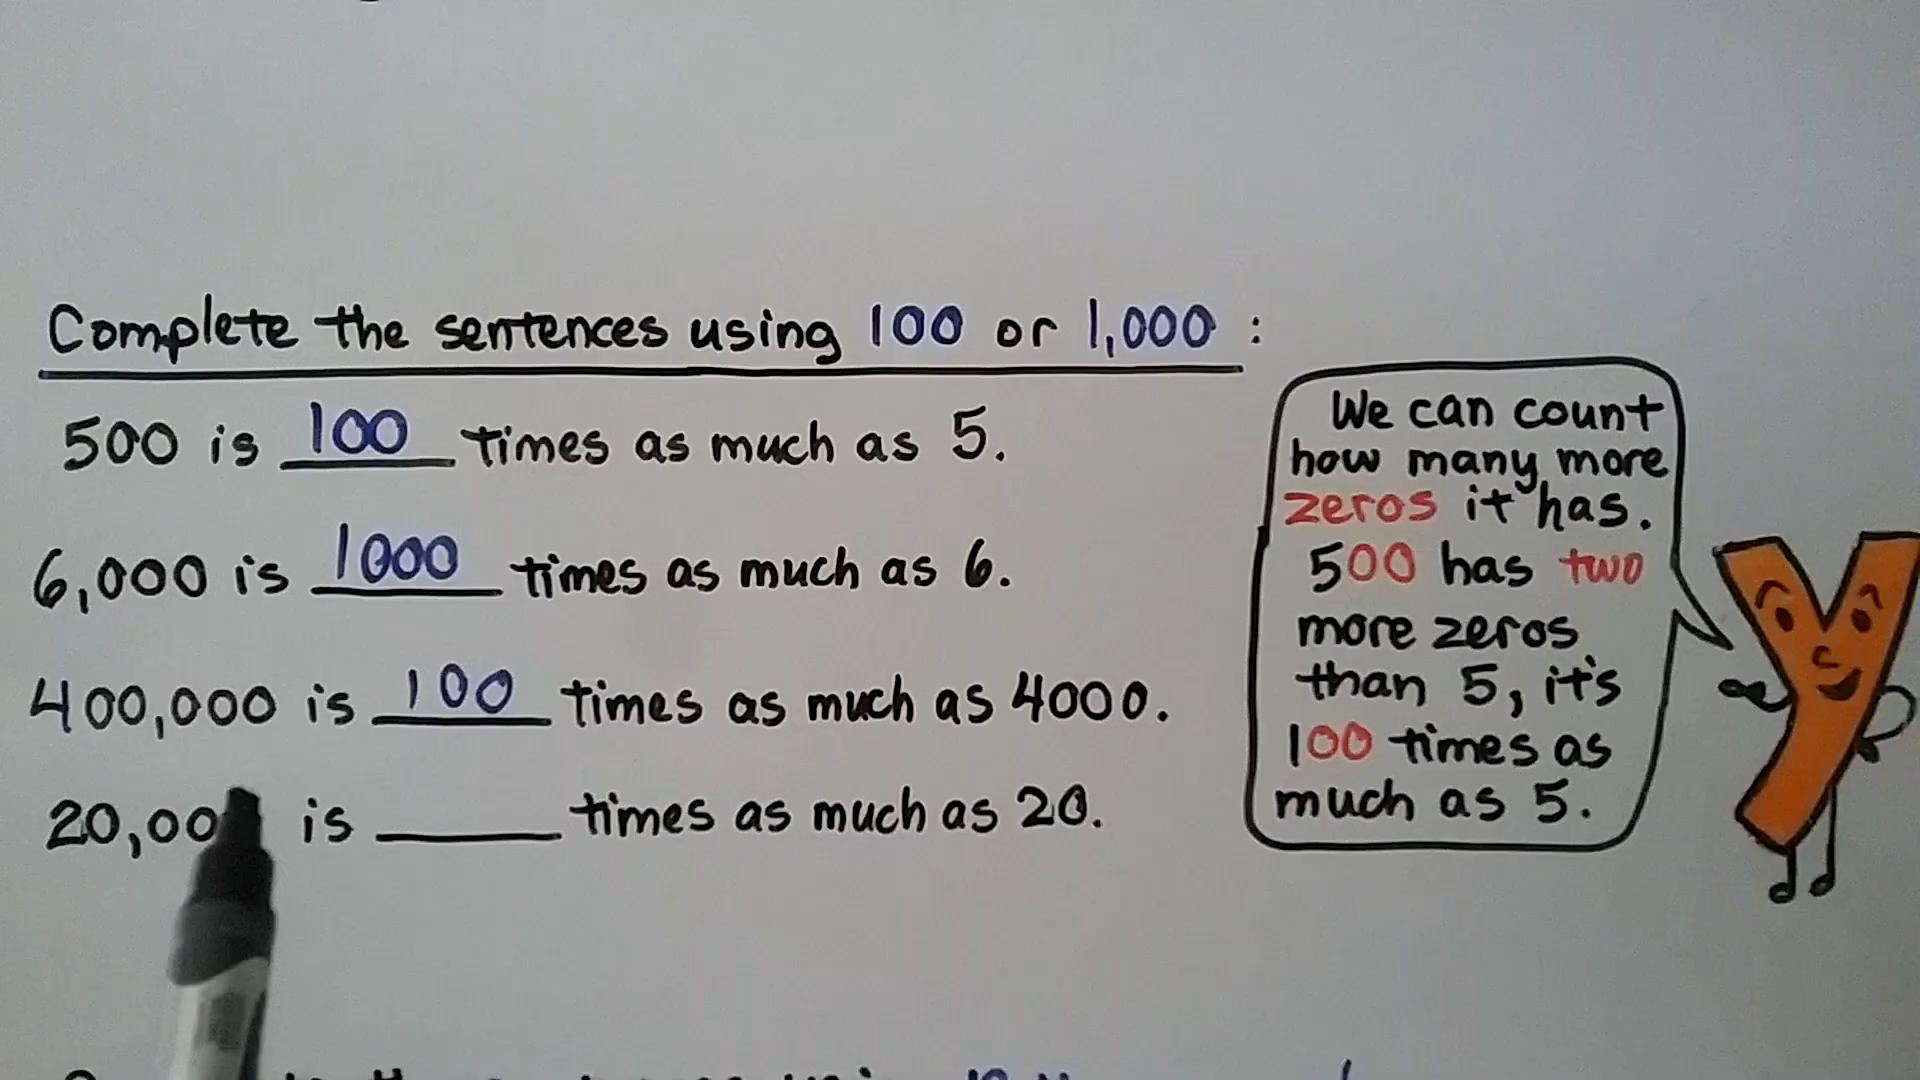 Complete the sentences using 100 or 1,000 :
500 is 100 times as much as 5.
6,000 is 1000 times as much as 6.
400,000 is 100 times as much as 4000.
20,00 is ______ times as much as 20.
We can count
how many more
zeros it has.
500 has two
more zeros
than 5, it's
100 times as
much as 5.